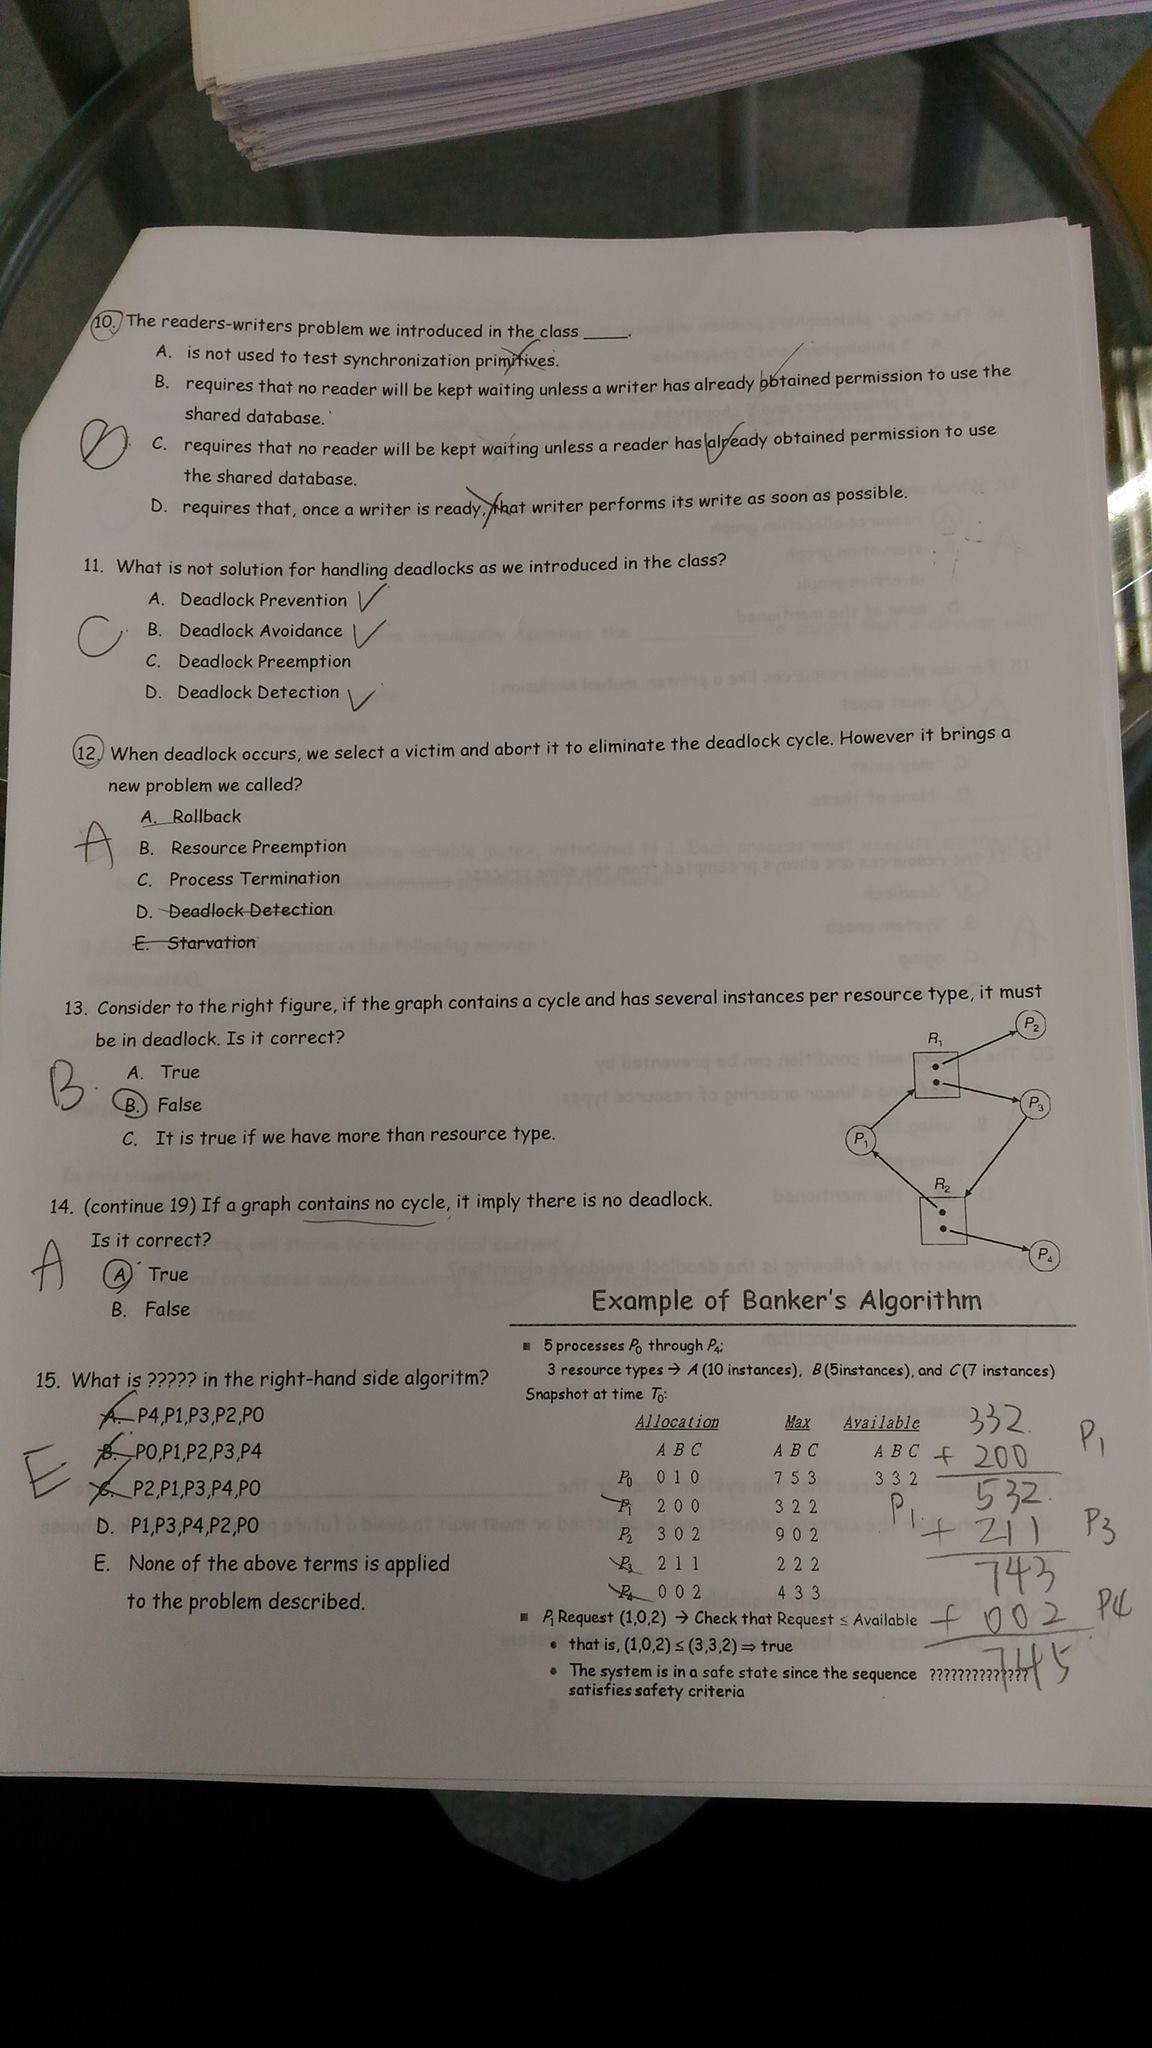 10. The readers-writers problem we introduced in the class ____.
A. is not used to test synchronization primitives.
B. requires that no reader will be kept waiting unless a writer has already obtained permission to use the
shared database.
C. requires that no reader will be kept waiting unless a reader has already obtained permission to use
the shared database.
D. requires that, once a writer is ready, that writer performs its write as soon as possible.
11. What is not solution for handling deadlocks as we introduced in the class?
A. Deadlock Prevention
B. Deadlock Avoidance
C
C. Deadlock Preemption
D. Deadlock Detection
12. When deadlock occurs, we select a victim and abort it to eliminate the deadlock cycle. However it brings a
new problem we called?
A. Rollback
A
B. Resource Preemption
C. Process Termination
D. Deadlock Detection
E. Starvation
13. Consider to the right figure, if the graph contains a cycle and has several instances per resource type, it must
be in deadlock. Is it correct?
A. True
B
B. False
C. It is true if we have more than resource type.
R1
P2
P3
P1
R2
P4
14. (continue 19) If a graph contains no cycle, it imply there is no deadlock.
Is it correct?
A
A. True
B. False
15. What is ????? in the right-hand side algoritm?
A. P4,P1,P3,P2,P0
B. P0,P1,P2,P3,P4
E
C. P2,P1,P3,P4,P0
D. P1,P3,P4,P2,P0
E. None of the above terms is applied
to the problem described.
Example of Banker's Algorithm
5 processes P0 through P4;
3 resource types → A (10 instances), B (5instances), and C (7 instances)
Snapshot at time T0:
Allocation Max Available
A B C A B C A B C
P0 0 1 0 7 5 3 3 3 2
P1 2 0 0 3 2 2
P2 3 0 2 9 0 2
P3 2 1 1 2 2 2
P4 0 0 2 4 3 3
P1 Request (1,0,2) → Check that Request ≤ Available
that is, (1,0,2) ≤ (3,3,2) ⇒ true
The system is in a safe state since the sequence ??????????????
satisfies safety criteria
332
+ 200 P1
532
P1
+ 211 P3
743
+ 002 P4
745